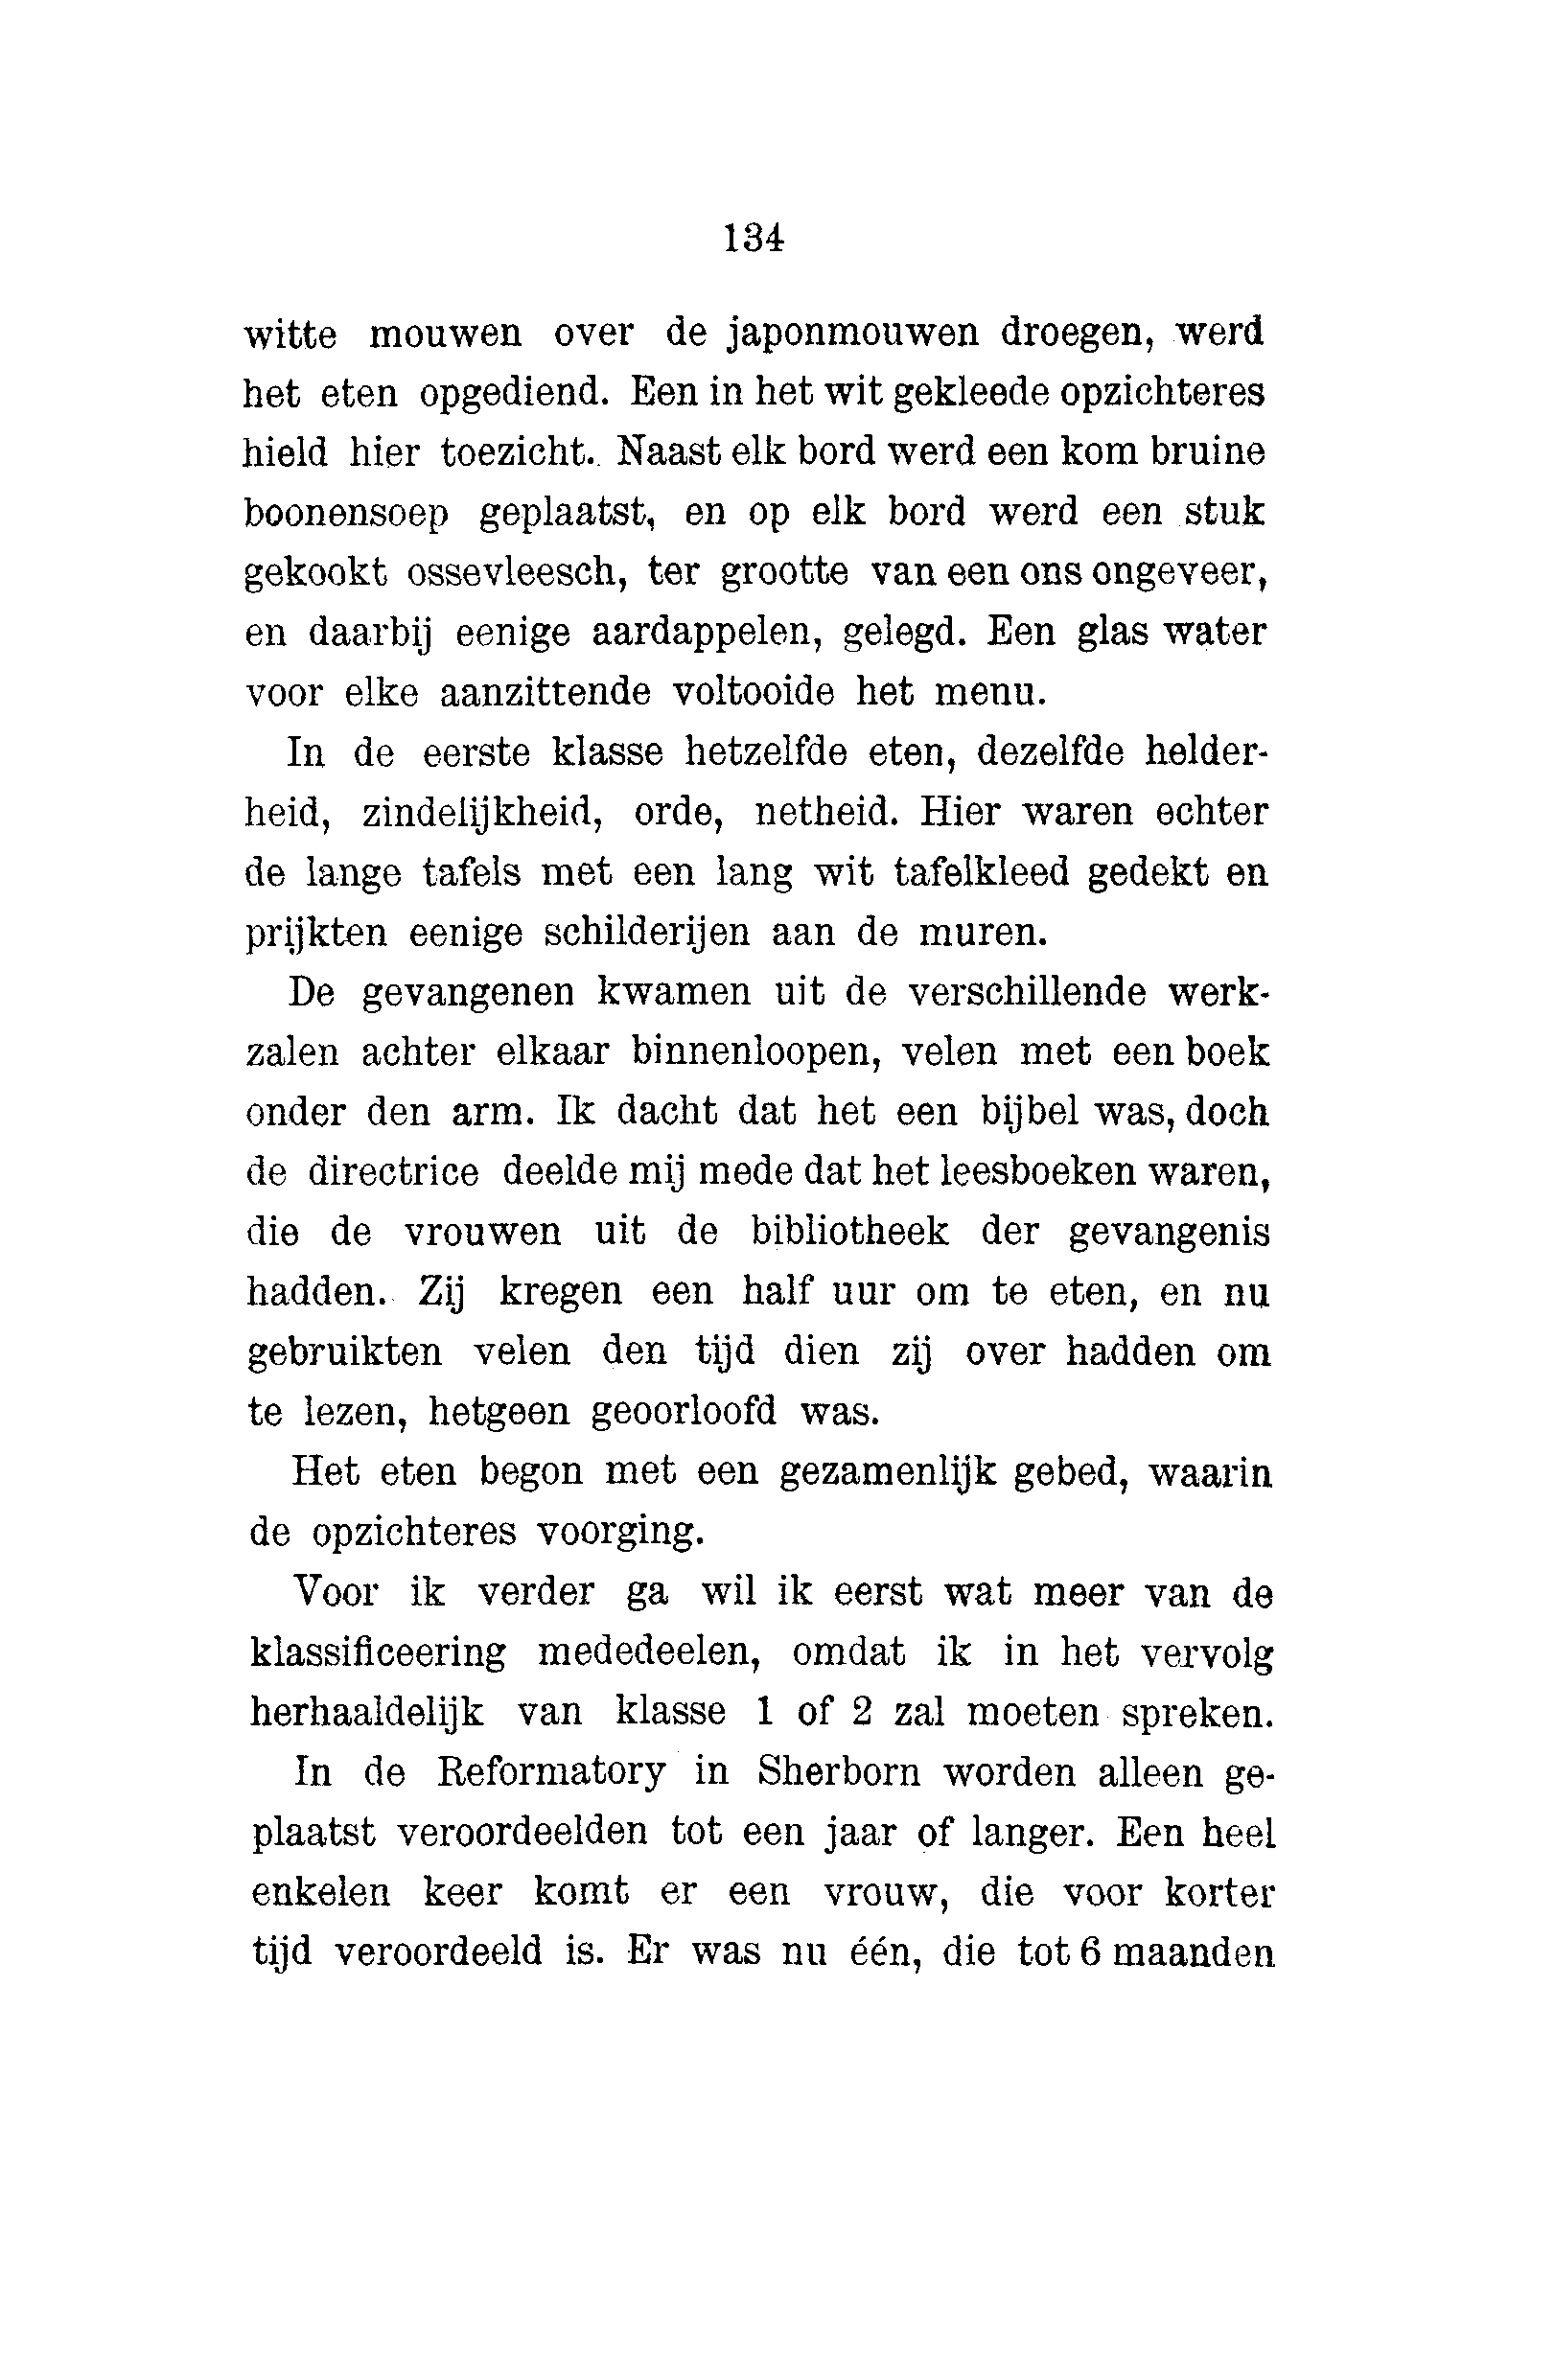 134
witte mouwen over de japonmouwen droegen, werd
het eten opgediend. Een in het wit gekleede opzichteres
hield hier toezicht. Naast elk bord werd een kom bruine
boonensoep geplaatst, en op elk bord werd een stuk
gekookt ossevleesch, ter grootte van een ons ongeveer,
en daarbij eenige aardappelen, gelegd. Een glas water
voor elke aanzittende voltooide het menu.
In de eerste klasse hetzelfde eten, dezelfde helder-
heid, zindelijkheid, orde, netheid. Hier waren echter
de lange tafels met een lang wit tafelkleed gedekt en
prijkten eenige schilderijen aan de muren.
De gevangenen kwamen uit de verschillende werk-
zalen achter elkaar binnenloopen, velen met een boek
onder den arm. Ik dacht dat het een bijbel was, doch
de directrice deelde mij mede dat het leesboeken waren,
die de vrouwen uit de bibliotheek der gevangenis
hadden. Zij kregen een half uur om te eten, en nu
gebruikten velen den tijd dien zij over hadden om
te lezen, hetgeen geoorloofd was.
Het eten begon met een gezamenlijk gebed, waarin
de opzichteres voorging.
Voor ik verder ga wil ik eerst wat meer van de
klassificeering mededeelen, omdat ik in het vervolg
herhaaldelijk van klasse 1 of 2 zal moeten spreken.
In de Reformatory in Sherborn worden alleen ge-
plaatst veroordeelden tot een jaar of langer. Een heel
enkelen keer komt er een vrouw, die voor korter
tijd veroordeeld is. Er was nu één, die tot 6 maanden